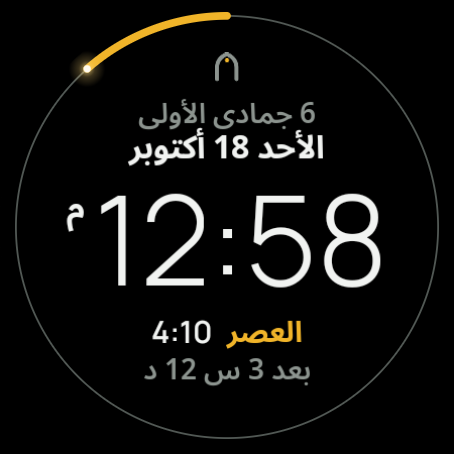 6 جمادى الأولى
الأحد 18 أكتوبر
12:58 م
العصر 4:10
بعد 3 س 12 د